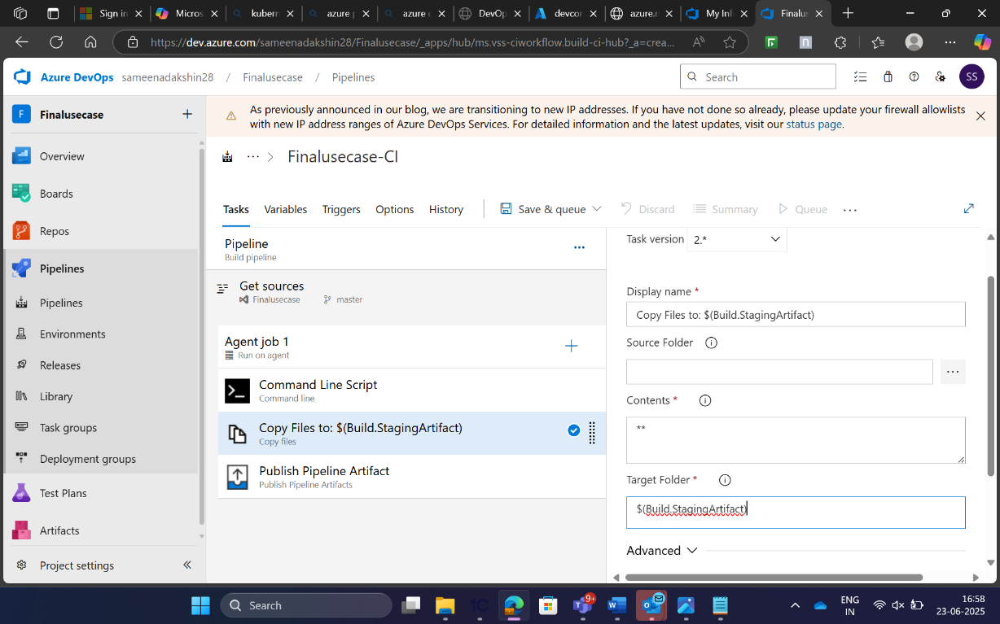 Sign in
Micros
kubern
azure p
azure c
DevOp
devcor
azure.r
My Inf
Finalus
https://dev.azure.com/sameenadakshin28/Finalusecase/_apps/hub/ms.vss-ciworkflow.build-ci-hub?_a=crea...
Azure DevOps sameenadakshin28 / Finalusecase / Pipelines
Search
SS
F Finalusecase
As previously announced in our blog, we are transitioning to new IP addresses. If you have not done so already, please update your firewall allowlists
with new IP address ranges of Azure DevOps Services. For detailed information and the latest updates, visit our status page.
Overview
Boards
Repos
Pipelines
Pipelines
Environments
Releases
Library
Task groups
Deployment groups
Test Plans
Artifacts
Project settings
... > Finalusecase-CI
Tasks Variables Triggers Options History Save & queue Discard Summary Queue ...
Pipeline
Build pipeline
Get sources
Finalusecase master
Agent job 1
Run on agent
Command Line Script
Command line
Copy Files to: $(Build.StagingArtifact)
Copy files
Publish Pipeline Artifact
Publish Pipeline Artifacts
Task version 2.*
Display name *
Copy Files to: $(Build.StagingArtifact)
Source Folder
Contents *
**
Target Folder *
$(Build.StagingArtifact)
Advanced
Search
9+
ENG
IN
16:58
23-06-2025